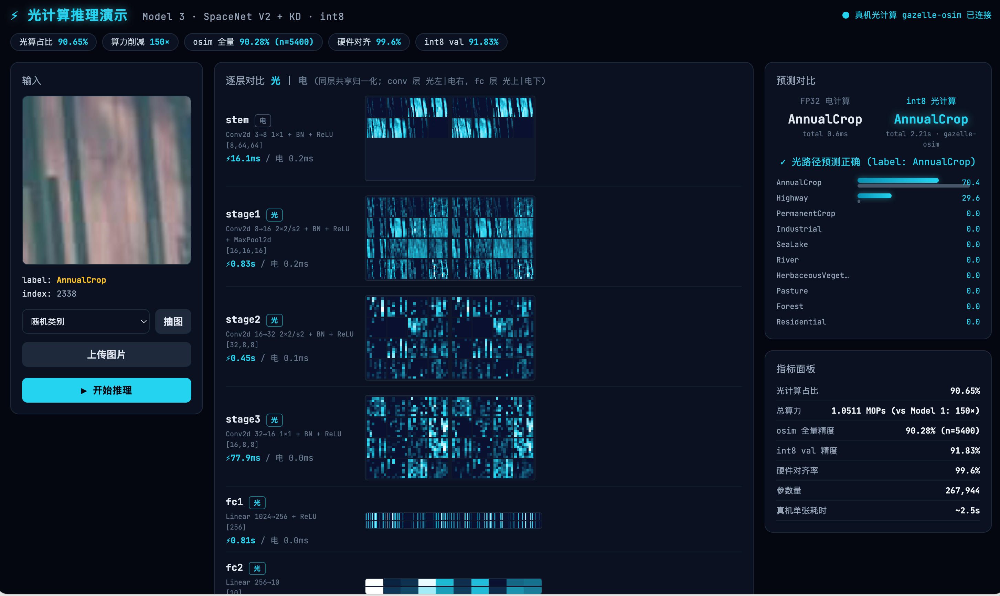 ⚡ 光计算推理演示 Model 3 · SpaceNet V2 + KD · int8
真机光计算 gazelle-osim 已连接
光算占比 90.65%
算力削减 150×
osim 全量 90.28% (n=5400)
硬件对齐 99.6%
int8 val 91.83%
输入
label: AnnualCrop
index: 2338
随机类别
抽图
上传图片
▶ 开始推理
逐层对比 光 | 电 (同层共享归一化; conv 层 光左|电右, fc 层 光上|电下)
stem 电
Conv2d 3→8 1×1 + BN + ReLU
[8,64,64]
⚡16.1ms / 电 0.2ms
stage1 光
Conv2d 8→16 2×2/s2 + BN + ReLU
+ MaxPool2d
[16,16,16]
⚡0.83s / 电 0.2ms
stage2 光
Conv2d 16→32 2×2/s2 + BN + ReLU
[32,8,8]
⚡0.45s / 电 0.1ms
stage3 光
Conv2d 32→16 1×1 + BN + ReLU
[16,8,8]
⚡77.9ms / 电 0.0ms
fc1 光
Linear 1024→256 + ReLU
[256]
⚡0.81s / 电 0.0ms
fc2 光
Linear 256→10
[10]
预测对比
FP32 电计算
AnnualCrop
total 0.6ms
int8 光计算
AnnualCrop
total 2.21s · gazelle-
osim
✓ 光路径预测正确 (label: AnnualCrop)
AnnualCrop 70.4
Highway 29.6
PermanentCrop 0.0
Industrial 0.0
SeaLake 0.0
River 0.0
HerbaceousVeget… 0.0
Pasture 0.0
Forest 0.0
Residential 0.0
指标面板
光计算占比 90.65%
总算力 1.0511 MOPs (vs Model 1: 150×)
osim 全量精度 90.28% (n=5400)
int8 val 精度 91.83%
硬件对齐率 99.6%
参数量 267,944
真机单张耗时 ~2.5s